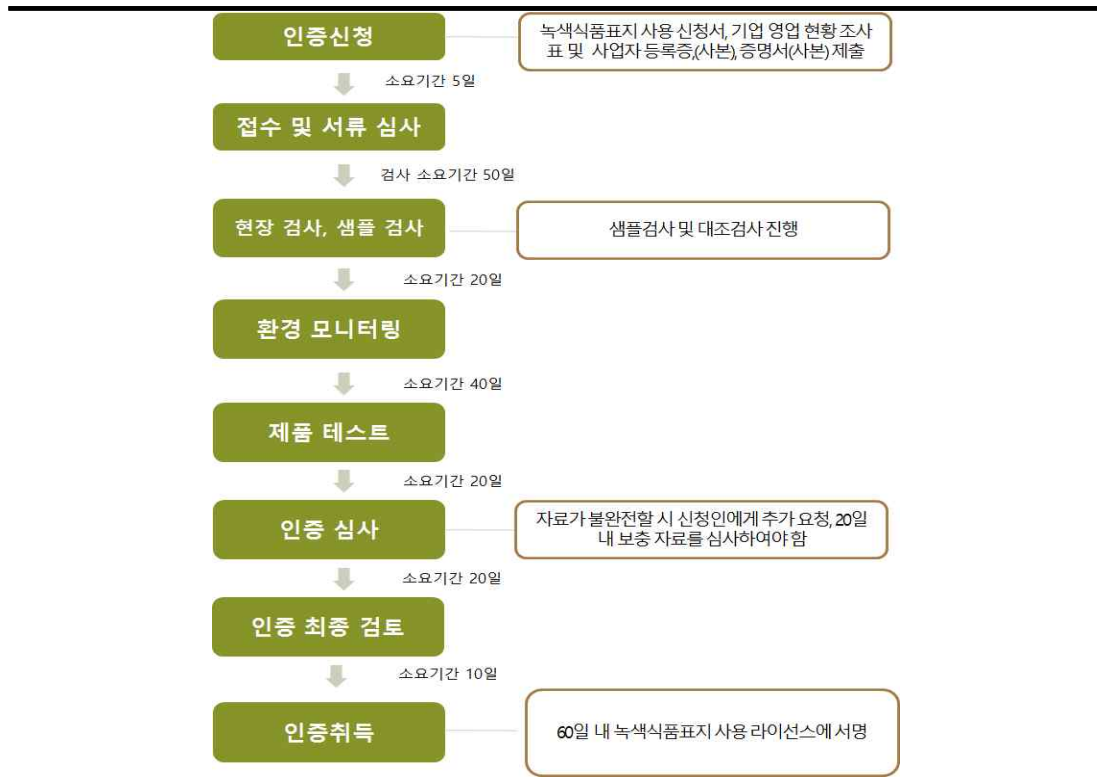 인증신청
녹색식품표지 사용 신청서, 기업 영업 현황 조사
표 및 사업자 등록증,(사본), 증명서(사본) 제출
소요기간 5일
접수 및 서류 심사
검사 소요기간 50일
현장 검사, 샘플 검사
샘플검사 및 대조검사 진행
소요기간 20일
환경 모니터링
소요기간 40일
제품 테스트
소요기간 20일
인증 심사
자료가 불완전할 시 신청인에게 추가 요청, 20일
내 보충 자료를 심사하여야 함
소요기간 20일
인증 최종 검토
소요기간 10일
인증취득
60일 내 녹색식품표지 사용 라이선스에 서명